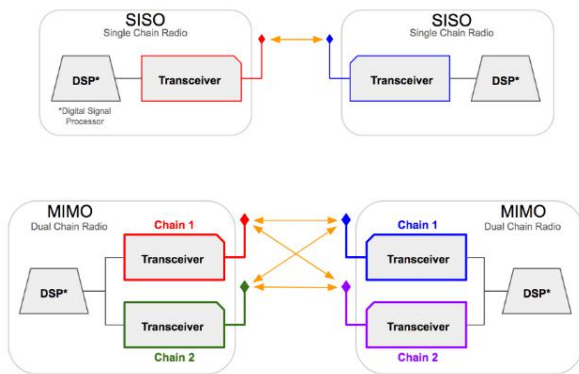 SISO
Single Chain Radio
DSP*
Transceiver
*Digital Signal
Processor
SISO
Single Chain Radio
Transceiver
DSP*
MIMO
Dual Chain Radio
Chain 1
Transceiver
DSP*
Transceiver
Chain 2
MIMO
Dual Chain Radio
Chain 1
Transceiver
DSP*
Transceiver
Chain 2